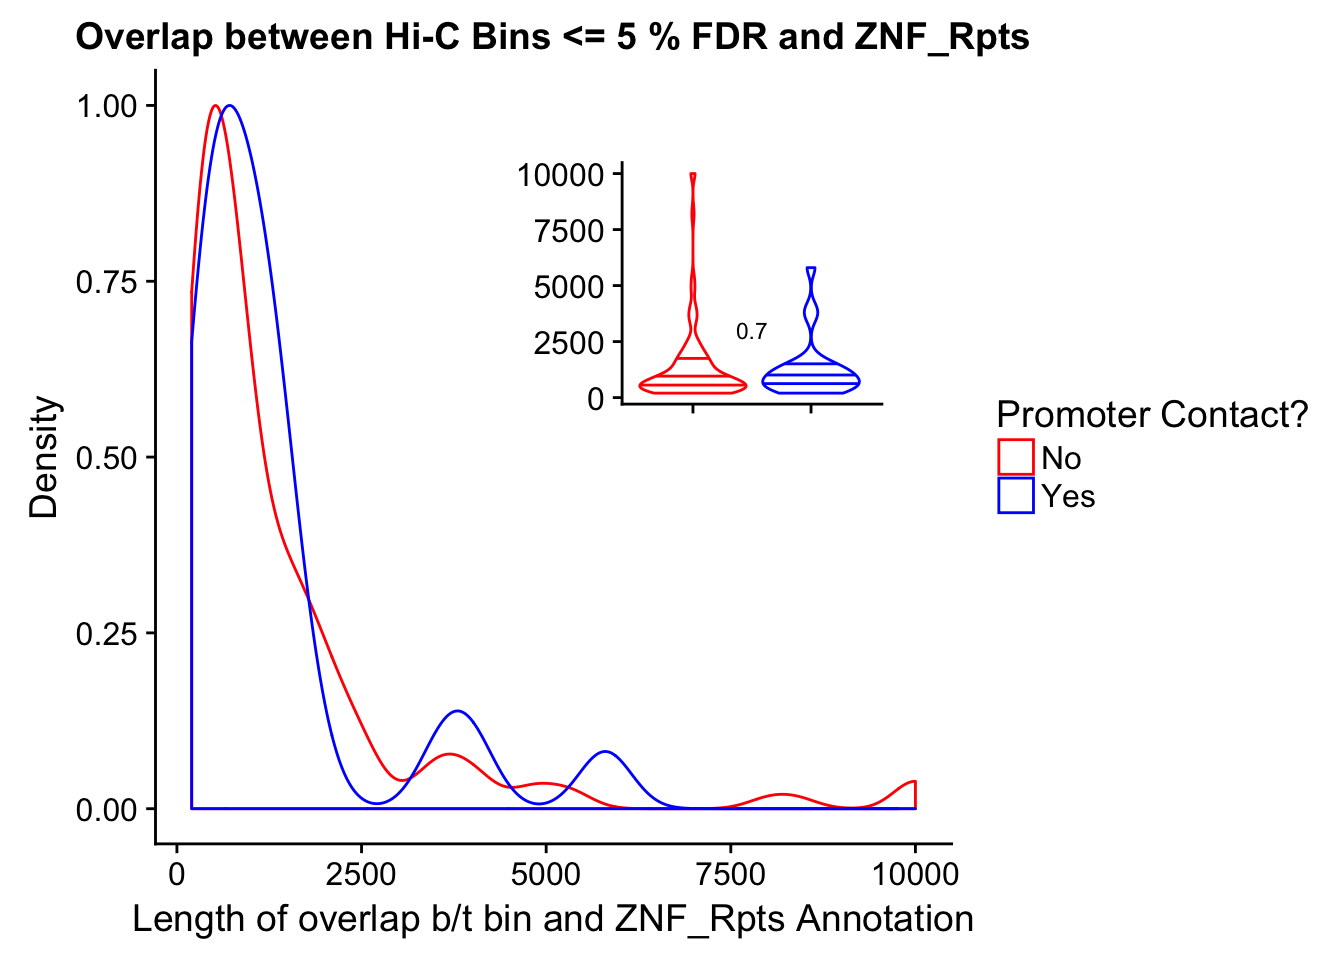 Overlap between Hi-C Bins <= 5 % FDR and ZNF_Rpts
1.00
0.75
0.50
0.25
0.00
Density
10000
7500
5000
2500
0
0.7
Promoter Contact?
No
Yes
0 2500 5000 7500 10000
Length of overlap b/t bin and ZNF_Rpts Annotation